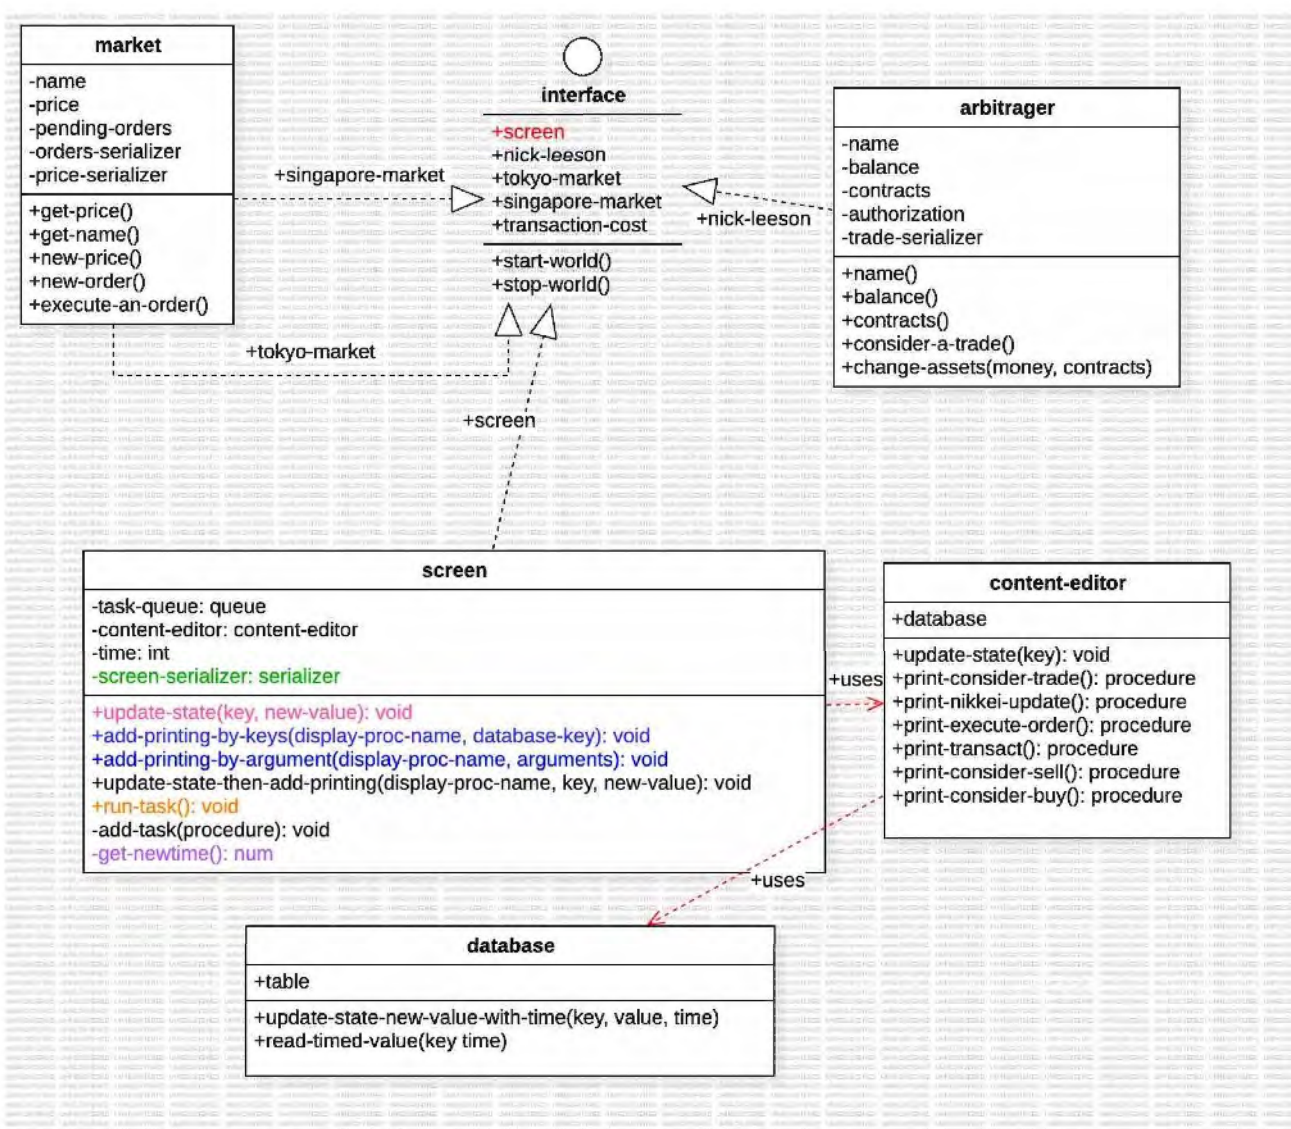 market
-name
-price
-pending-orders
-orders-serializer
-price-serializer
+get-price()
+get-name()
+new-price()
+new-order()
+execute-an-order()
+singapore-market
+tokyo-market
interface
+screen
+nick-leeson
+tokyo-market
+singapore-market
+transaction-cost
+start-world()
+stop-world()
+nick-leeson
arbitrager
-name
-balance
-contracts
-authorization
-trade-serializer
+name()
+balance()
+contracts()
+consider-a-trade()
+change-assets(money, contracts)
+screen
screen
-task-queue: queue
-content-editor: content-editor
-time: int
-screen-serializer: serializer
+update-state(key, new-value): void
+add-printing-by-keys(display-proc-name, database-key): void
+add-printing-by-argument(display-proc-name, arguments): void
+update-state-then-add-printing(display-proc-name, key, new-value): void
+run-task(): void
-add-task(procedure): void
-get-newtime(): num
+uses
content-editor
+database
+update-state(key): void
+print-consider-trade(): procedure
+print-nikkei-update(): procedure
+print-execute-order(): procedure
+print-transact(): procedure
+print-consider-sell(): procedure
+print-consider-buy(): procedure
+uses
database
+table
+update-state-new-value-with-time(key, value, time)
+read-timed-value(key time)